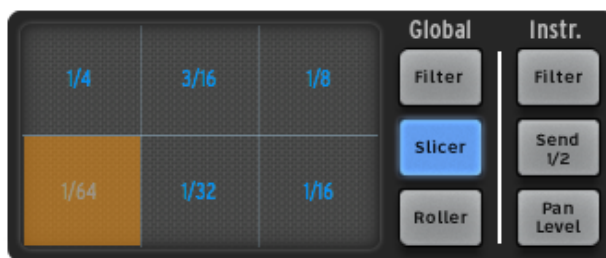 Global Instr.
1/4 3/16 1/8 Filter Filter
Slicer Send
1/2
1/64 1/32 1/16 Roller Pan
Level